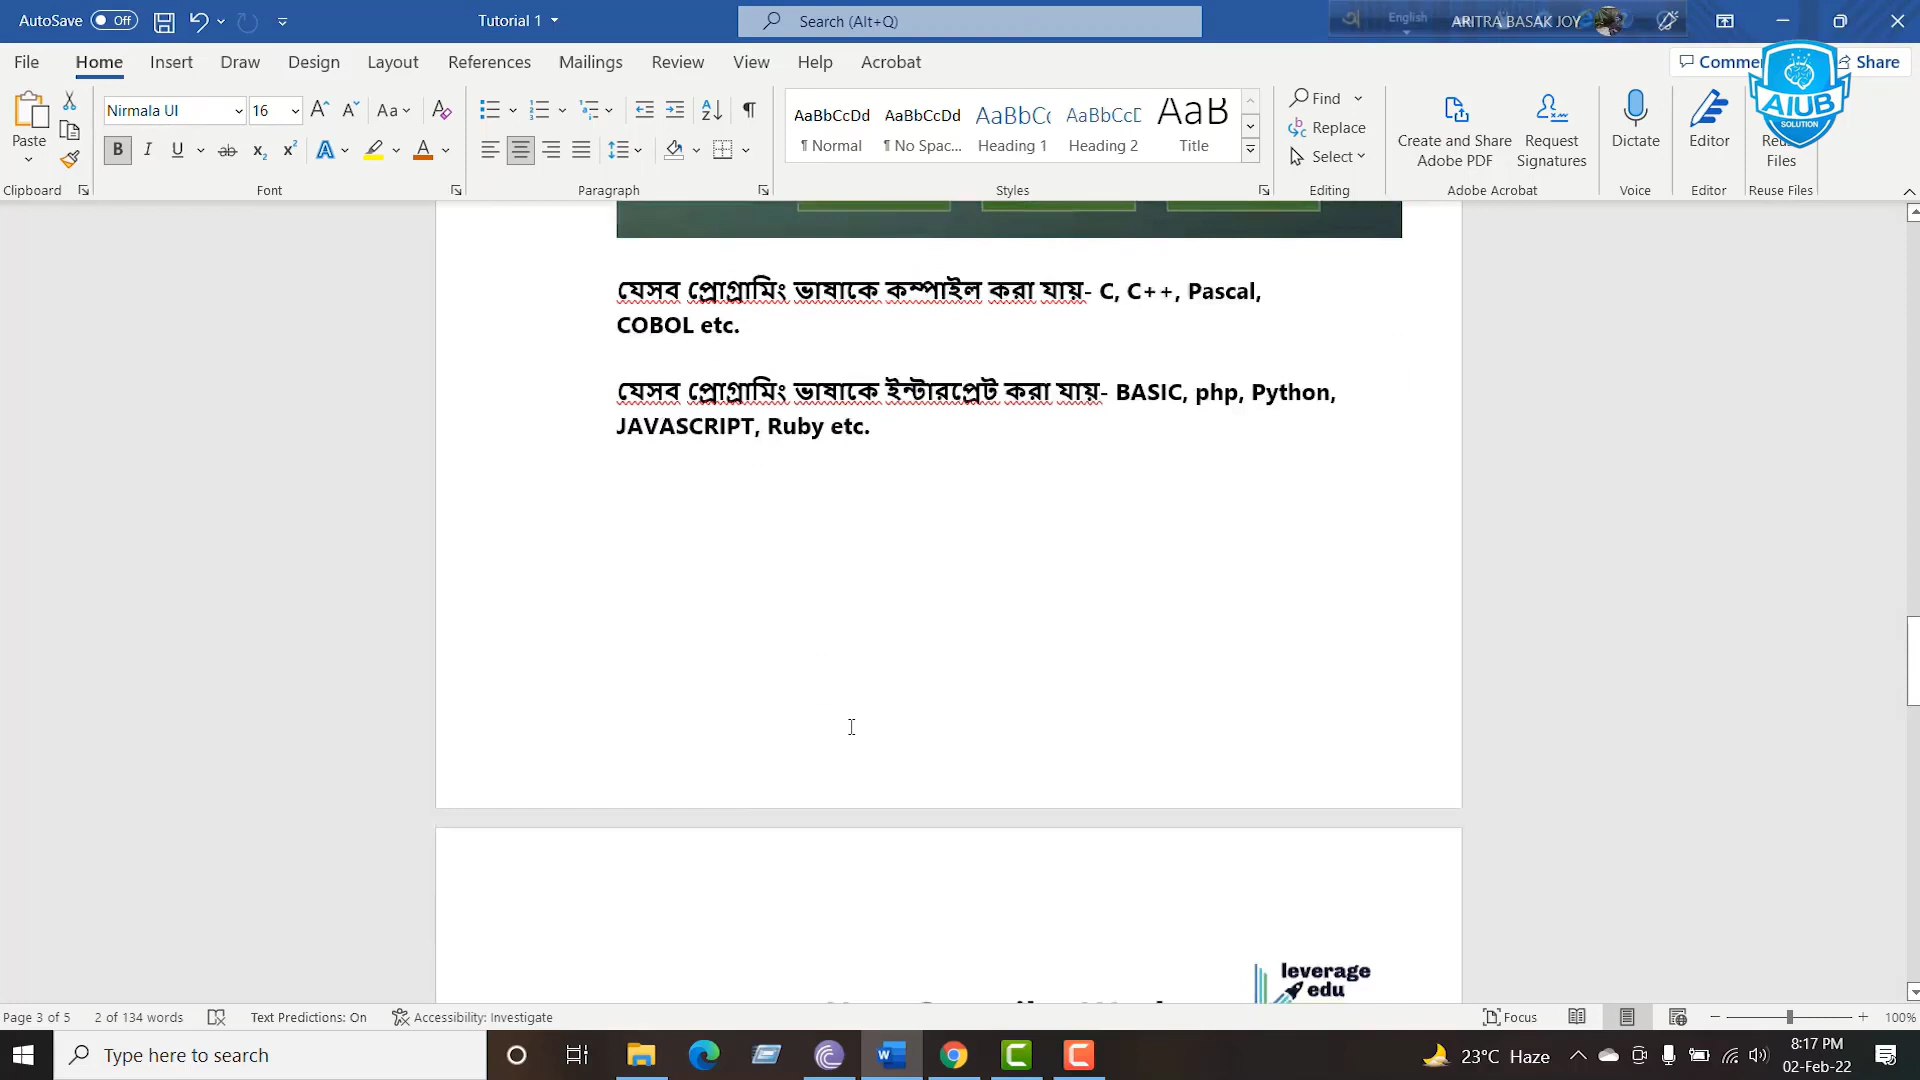 AutoSave Off Tutorial 1 Search (Alt+Q) English ARITRA BASAK JOY
File Home Insert Draw Design Layout References Mailings Review View Help Acrobat Share
AIUB
SOLUTION
Paste
Nirmala UI 16
AaBbCcDd AaBbCcDd AaBbCc AaBbCcD AaB
¶ Normal ¶ No Spac... Heading 1 Heading 2 Title
Find
Replace
Select
Create and Share
Adobe PDF
Request
Signatures
Dictate
Editor
Files
Clipboard Font Paragraph Styles Editing Adobe Acrobat Voice Editor Reuse Files
যেসব প্রোগ্রামিং ভাষাকে কম্পাইল করা যায়- C, C++, Pascal,
COBOL etc.
যেসব প্রোগ্রামিং ভাষাকে ইন্টারপ্রেট করা যায়- BASIC, php, Python,
JAVASCRIPT, Ruby etc.
leverage
edu
Page 3 of 5 2 of 134 words Text Predictions: On Accessibility: Investigate Focus 100%
Type here to search 23°C Haze 8:17 PM
02-Feb-22